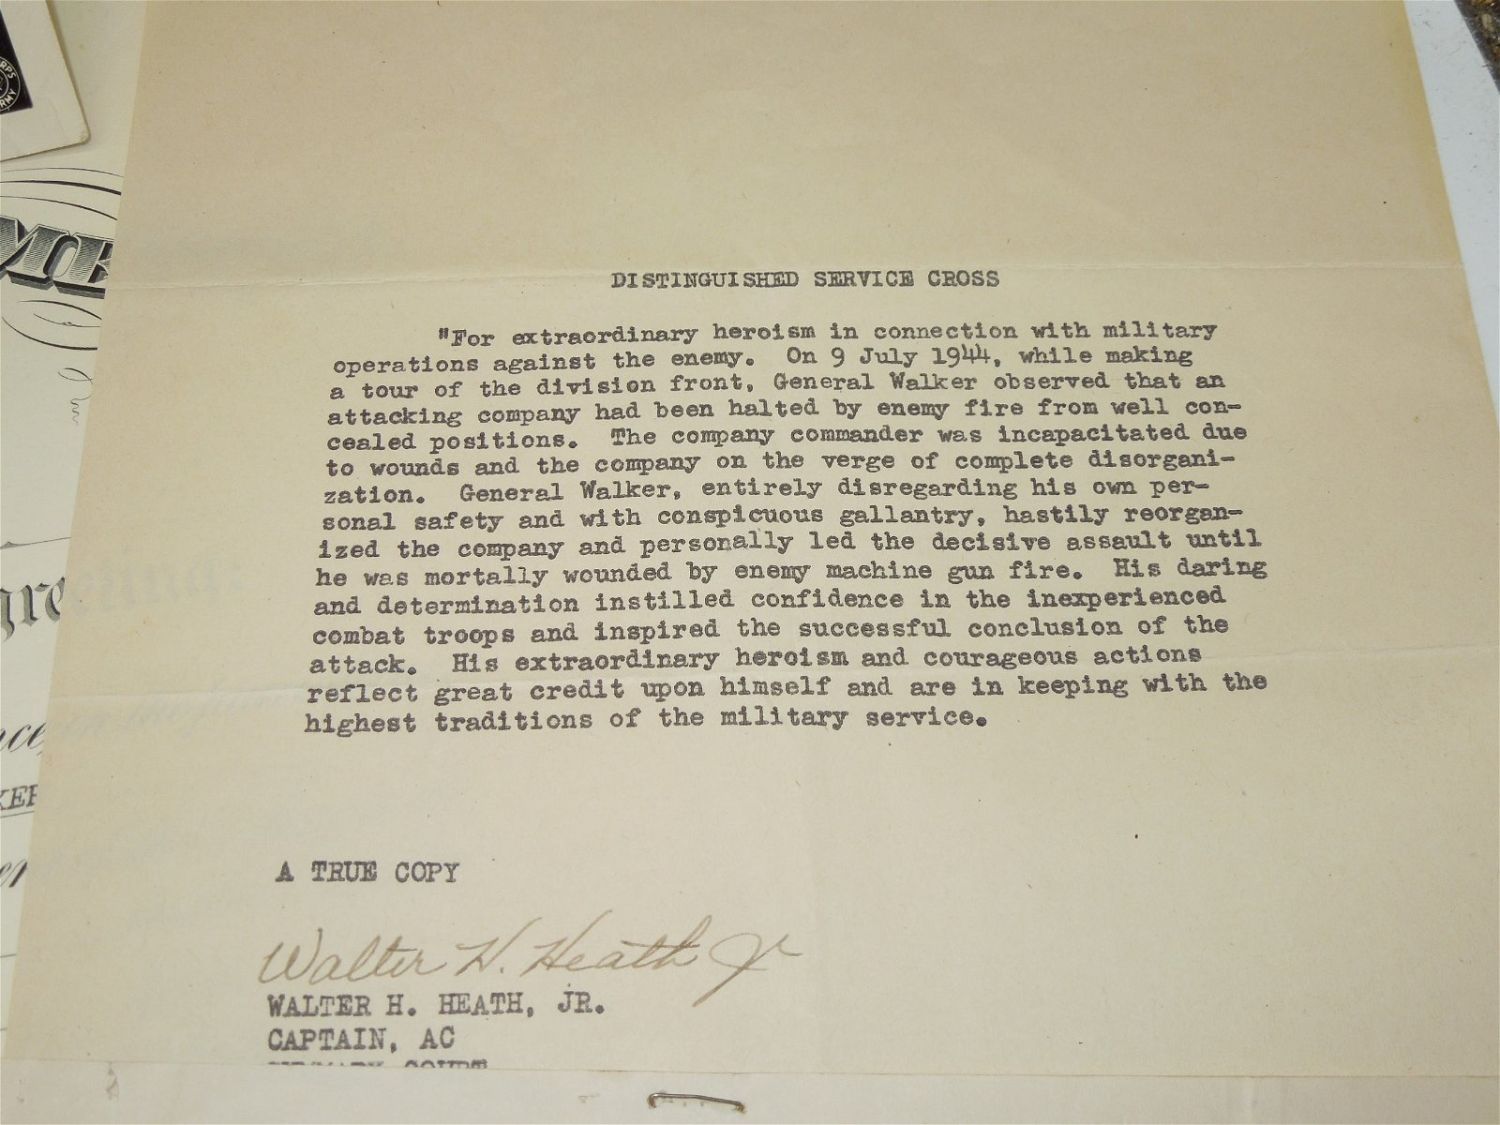 DISTINGUISHED SERVICE CROSS
"For extraordinary heroism in connection with military
operations against the enemy. On 9 July 1944, while making
a tour of the division front, General Walker observed that an
attacking company had been halted by enemy fire from well con-
cealed positions. The company commander was incapacitated due
to wounds and the company on the verge of complete disorgani-
zation. General Walker, entirely disregarding his own per-
sonal safety and with conspicuous gallantry, hastily reorgan-
ized the company and personally led the decisive assault until
he was mortally wounded by enemy machine gun fire. His daring
and determination instilled confidence in the inexperienced
combat troops and inspired the successful conclusion of the
attack. His extraordinary heroism and courageous actions
reflect great credit upon himself and are in keeping with the
highest traditions of the military service.
A TRUE COPY
Walter H. Heath Jr
WALTER H. HEATH, JR.
CAPTAIN, AC
COURT